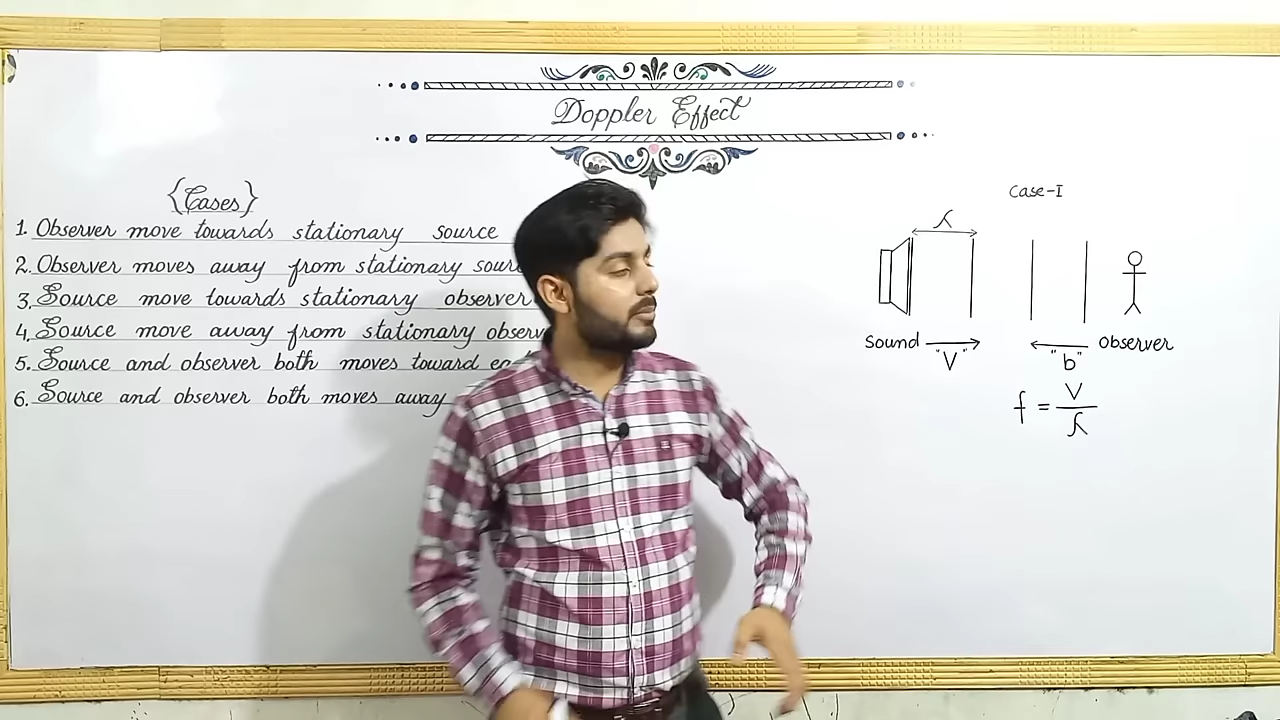 Doppler Effect
{Cases}
1. Observer move towards stationary source
2. Observer moves away from stationary
3. Source move towards stationary observer
4. Source move away from stationary
5. Source and observer both moves toward
6. Source and observer both moves away
Case-I
λ
Sound "V"
"b" observer
f = V/λ